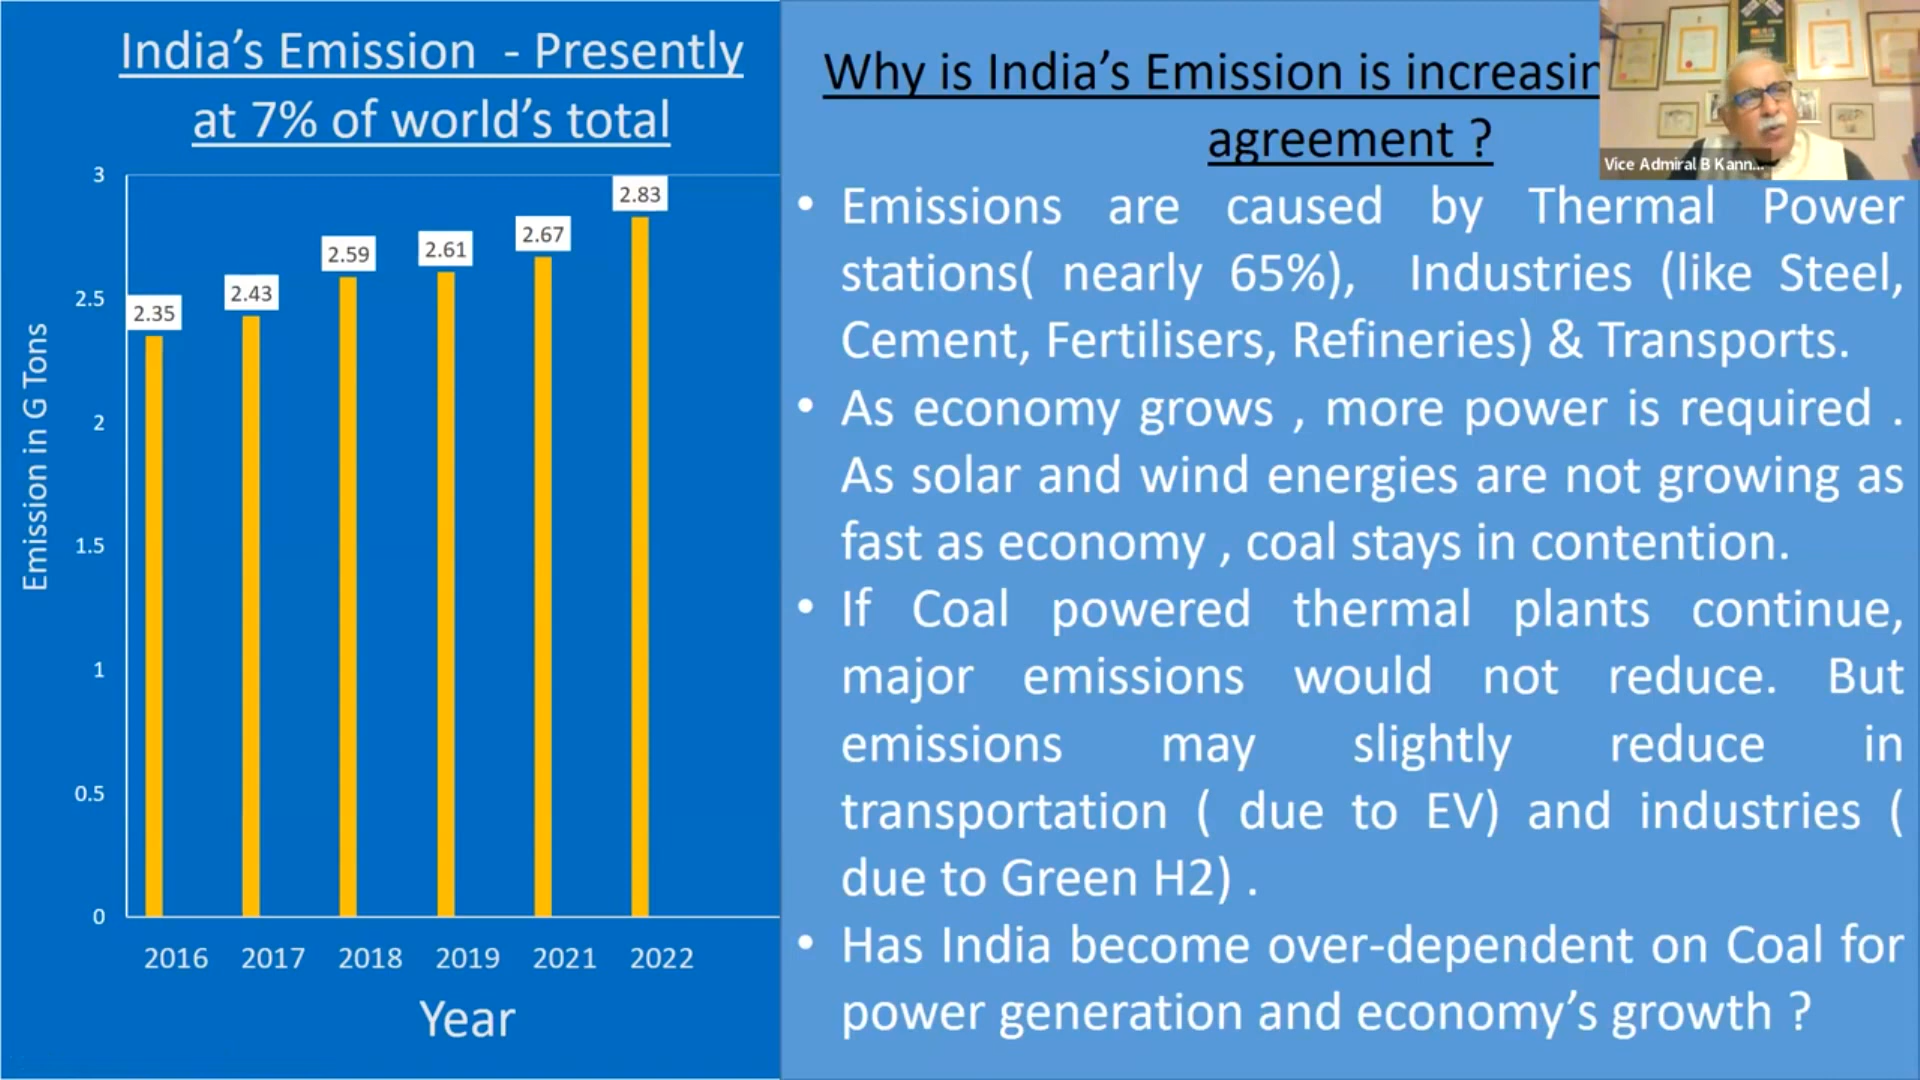 India's Emission - Presently
at 7% of world's total
3
2.5
2
1.5
1
0.5
0
Emission in G Tons
2.35
2.43
2.59
2.61
2.67
2.83
2016 2017 2018 2019 2021 2022
Year
Why is India's Emission is
agreement ?
Vice Admiral B Kann...
• Emissions are caused by Thermal Power
stations( nearly 65%), Industries (like Steel,
Cement, Fertilisers, Refineries) & Transports.
• As economy grows , more power is required .
As solar and wind energies are not growing as
fast as economy , coal stays in contention.
• If Coal powered thermal plants continue,
major emissions would not reduce. But
emissions may slightly reduce in
transportation ( due to EV) and industries (
due to Green H2) .
• Has India become over-dependent on Coal for
power generation and economy's growth ?